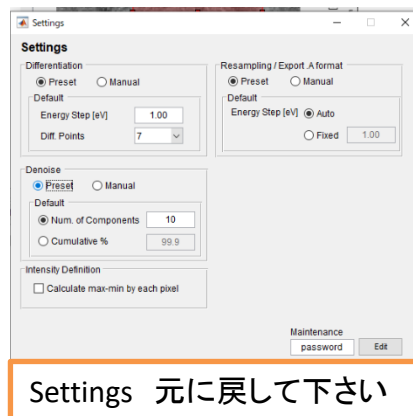 Settings
Settings
Differentiation
Preset Manual
Default
Energy Step [eV] 1.00
Diff. Points 7
Resampling / Export .A format
Preset Manual
Default
Energy Step [eV] Auto
Fixed 1.00
Denoise
Preset Manual
Default
Num. of Components 10
Cumulative % 99.9
Intensity Definition
Calculate max-min by each pixel
Maintenance
password Edit
Settings 元に戻して下さい